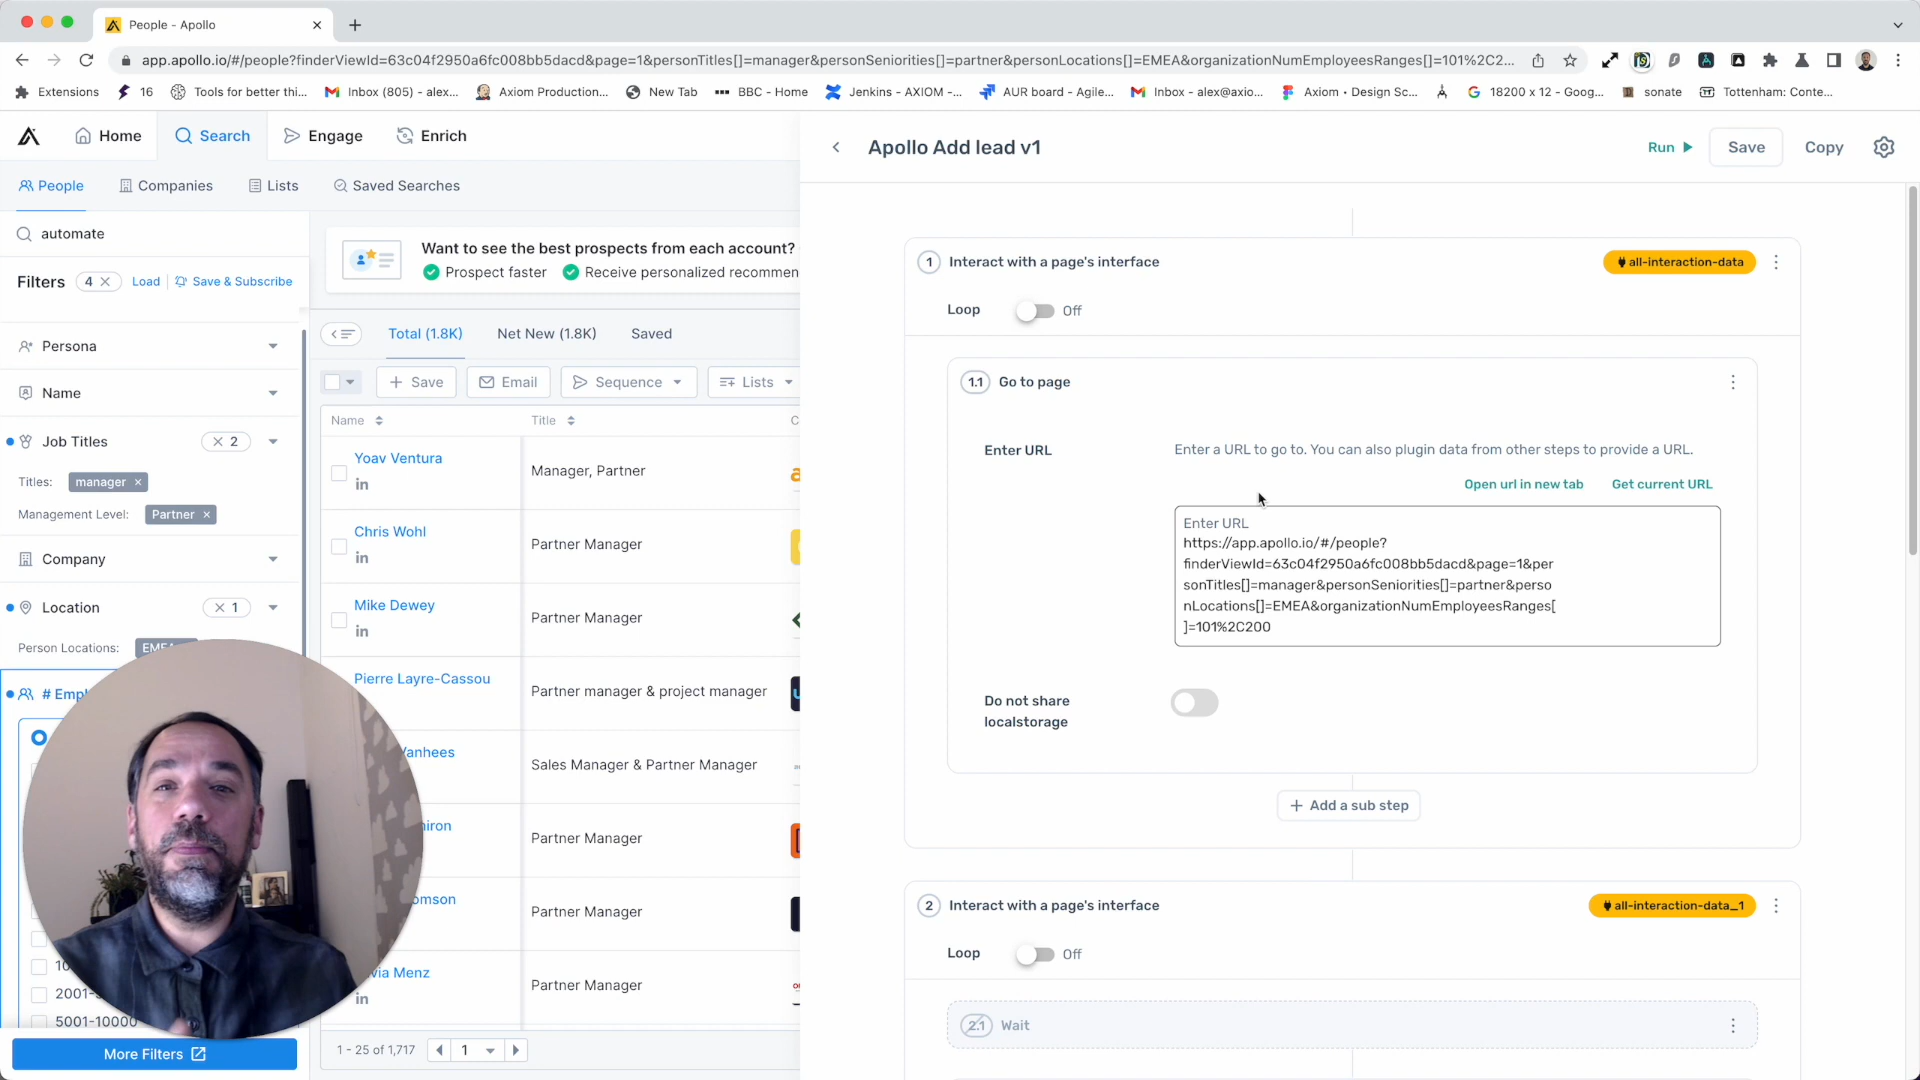 People - Apollo
app.apollo.io/#/people?finderViewId=63c04f2950a6fc008bb5dacd&page=1&personTitles[]=manager&personSeniorities[]=partner&personLocations[]=EMEA&organizationNumEmployeesRanges[]=101%2C2...
Extensions
16
Tools for better thi...
Inbox (805) - alex...
Axiom Production...
New Tab
BBC - Home
Jenkins - AXIOM -...
AUR board - Agile...
Inbox - alex@axio...
Axiom • Design Sc...
18200 x 12 - Goog...
sonate
Tottenham: Conte...
Home
Search
Engage
Enrich
People
Companies
Lists
Saved Searches
automate
Filters
4
Load
Save & Subscribe
Persona
Name
Job Titles
2
Titles:
manager
Management Level:
Partner
Company
Location
1
Person Locations:
EMEA
# Empl
2001-
5001-10000
More Filters
Want to see the best prospects from each account?
Prospect faster
Receive personalized recommen
Total (1.8K)
Net New (1.8K)
Saved
Save
Email
Sequence
Lists
Name
Title
C
Yoav Ventura
Manager, Partner
in
Chris Wohl
Partner Manager
in
Mike Dewey
Partner Manager
in
Pierre Layre-Cassou
Partner manager & project manager
Vanhees
Sales Manager & Partner Manager
hiron
Partner Manager
omson
Partner Manager
via Menz
Partner Manager
in
1 - 25 of 1,717
1
Apollo Add lead v1
Run
Save
Copy
1
Interact with a page's interface
all-interaction-data
Loop
Off
1.1
Go to page
Enter URL
Enter a URL to go to. You can also plugin data from other steps to provide a URL.
Open url in new tab
Get current URL
Enter URL
https://app.apollo.io/#/people?
finderViewId=63c04f2950a6fc008bb5dacd&page=1&per
sonTitles[]=manager&personSeniorities[]=partner&perso
nLocations[]=EMEA&organizationNumEmployeesRanges[
]=101%2C200
Do not share
localstorage
Add a sub step
2
Interact with a page's interface
all-interaction-data_1
Loop
Off
2.1
Wait